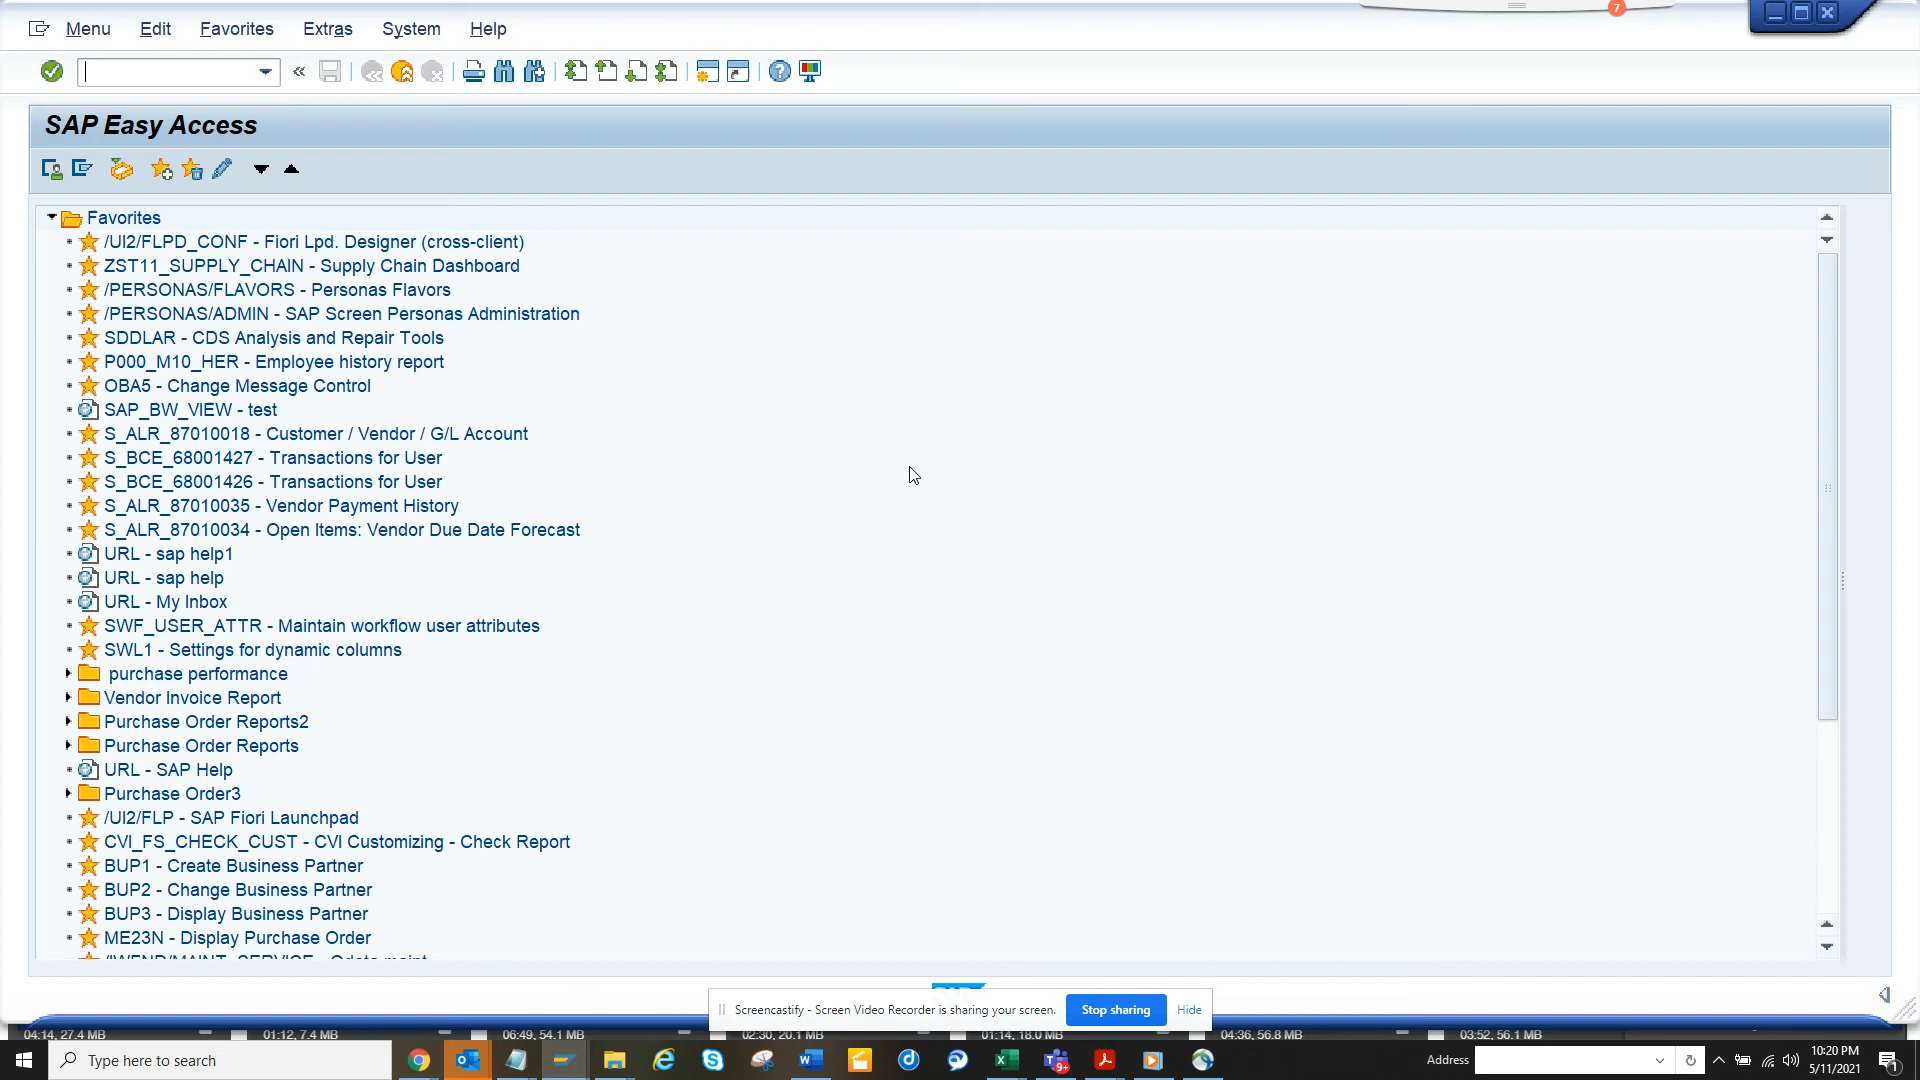 7
Menu Edit Favorites Extras System Help
SAP Easy Access
Favorites
/UI2/FLPD_CONF - Fiori Lpd. Designer (cross-client)
ZST11_SUPPLY_CHAIN - Supply Chain Dashboard
/PERSONAS/FLAVORS - Personas Flavors
/PERSONAS/ADMIN - SAP Screen Personas Administration
SDDLAR - CDS Analysis and Repair Tools
P000_M10_HER - Employee history report
OBA5 - Change Message Control
SAP_BW_VIEW - test
S_ALR_87010018 - Customer / Vendor / G/L Account
S_BCE_68001427 - Transactions for User
S_BCE_68001426 - Transactions for User
S_ALR_87010035 - Vendor Payment History
S_ALR_87010034 - Open Items: Vendor Due Date Forecast
URL - sap help1
URL - sap help
URL - My Inbox
SWF_USER_ATTR - Maintain workflow user attributes
SWL1 - Settings for dynamic columns
purchase performance
Vendor Invoice Report
Purchase Order Reports2
Purchase Order Reports
URL - SAP Help
Purchase Order3
/UI2/FLP - SAP Fiori Launchpad
CVI_FS_CHECK_CUST - CVI Customizing - Check Report
BUP1 - Create Business Partner
BUP2 - Change Business Partner
BUP3 - Display Business Partner
ME23N - Display Purchase Order
Screencastify - Screen Video Recorder is sharing your screen. Stop sharing Hide
04:14, 27.4 MB 01:12, 7.4 MB 06:49, 54.1 MB 02:30, 20.1 MB 01:14, 18.0 MB 04:36, 56.8 MB 03:52, 56.1 MB
Type here to search
Address
10:20 PM
5/11/2021
9+
1